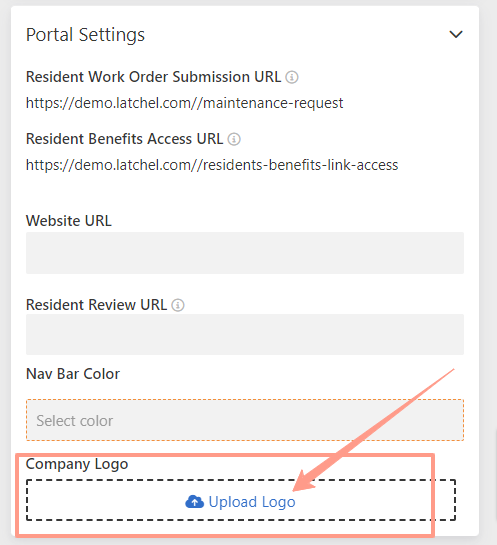 Portal Settings
Resident Work Order Submission URL
https://demo.latchel.com//maintenance-request
Resident Benefits Access URL
https://demo.latchel.com//residents-benefits-link-access
Website URL
Resident Review URL
Nav Bar Color
Select color
Company Logo
Upload Logo